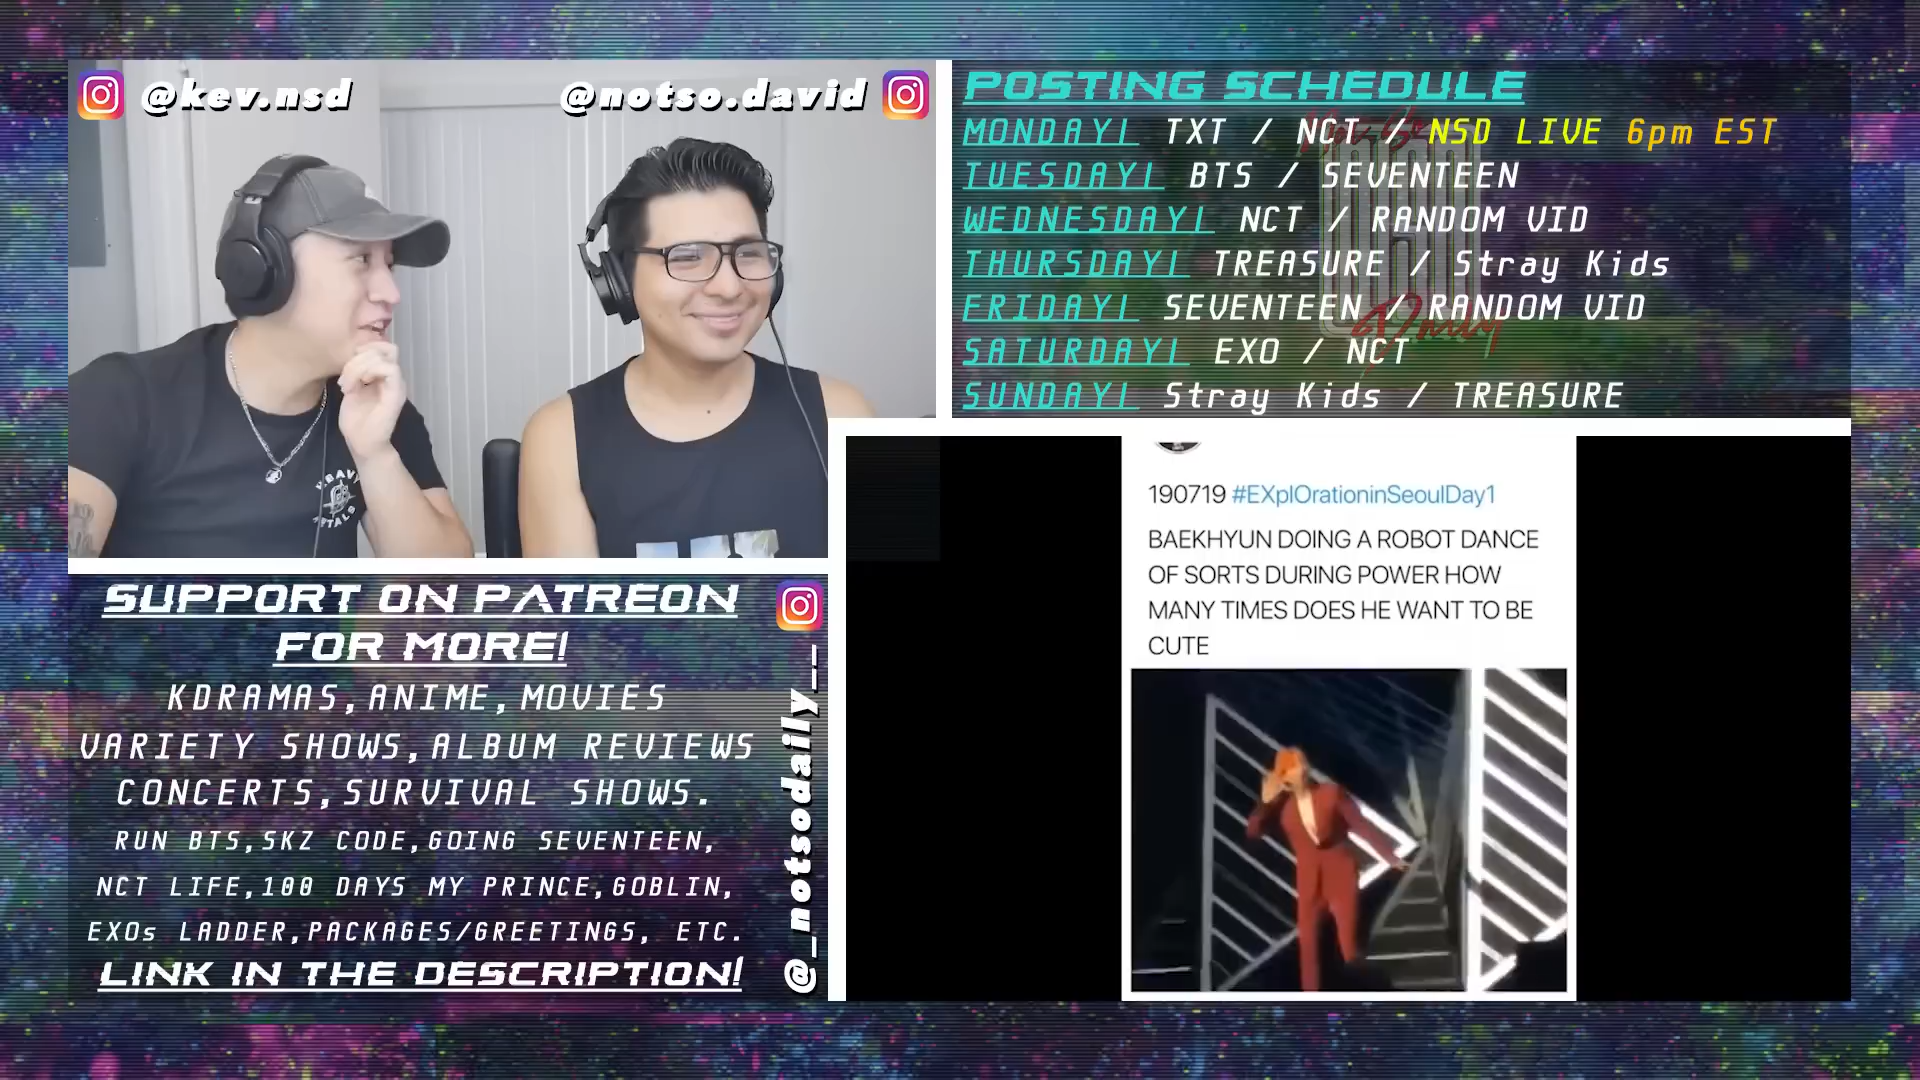 @kev.nsd
@notso.david
POSTING SCHEDULE
MONDAY| TXT / NCT / NSD LIVE 6pm EST
TUESDAY| BTS / SEVENTEEN
WEDNESDAY| NCT / RANDOM VID
THURSDAY| TREASURE / Stray Kids
FRIDAY| SEVENTEEN / RANDOM VID
SATURDAY| EXO / NCT
SUNDAY| Stray Kids / TREASURE
190719 #EXplOrationinSeoulDay1
BAEKHYUN DOING A ROBOT DANCE
OF SORTS DURING POWER HOW
MANY TIMES DOES HE WANT TO BE
CUTE
SUPPORT ON PATREON
FOR MORE!
KDRAMAS,ANIME,MOVIES
VARIETY SHOWS,ALBUM REVIEWS
CONCERTS,SURVIVAL SHOWS.
RUN BTS,SKZ CODE,GOING SEVENTEEN,
NCT LIFE,100 DAYS MY PRINCE,GOBLIN,
EXOs LADDER,PACKAGES/GREETINGS, ETC.
LINK IN THE DESCRIPTION!
@_notsodaily__